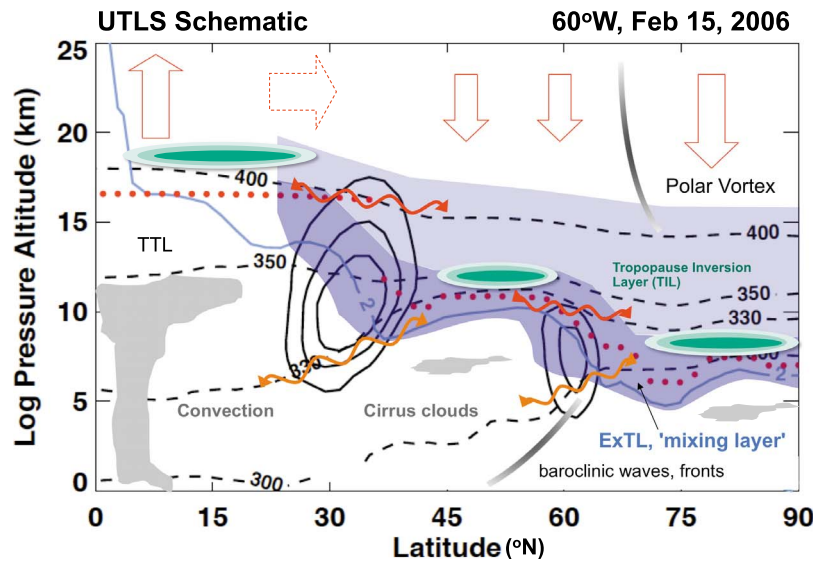 UTLS Schematic
60°W, Feb 15, 2006
Log Pressure Altitude (km)
25
20
15
10
5
0
400
TTL
350
2
330
300
Convection
Cirrus clouds
Polar Vortex
400
Tropopause Inversion
Layer (TIL)
350
330
2
ExTL, 'mixing layer'
baroclinic waves, fronts
0
15
30
45
60
75
90
Latitude (°N)